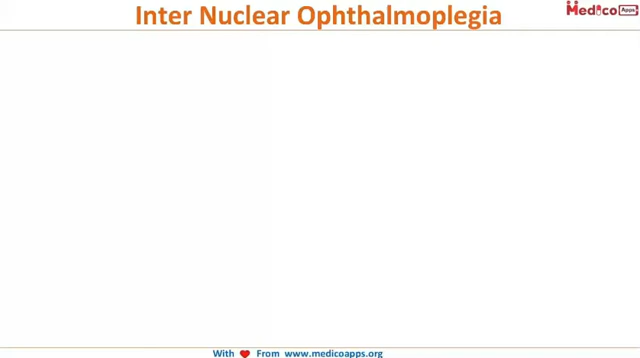 Inter Nuclear Ophthalmoplegia
Medico Apps
With From www.medicoapps.org